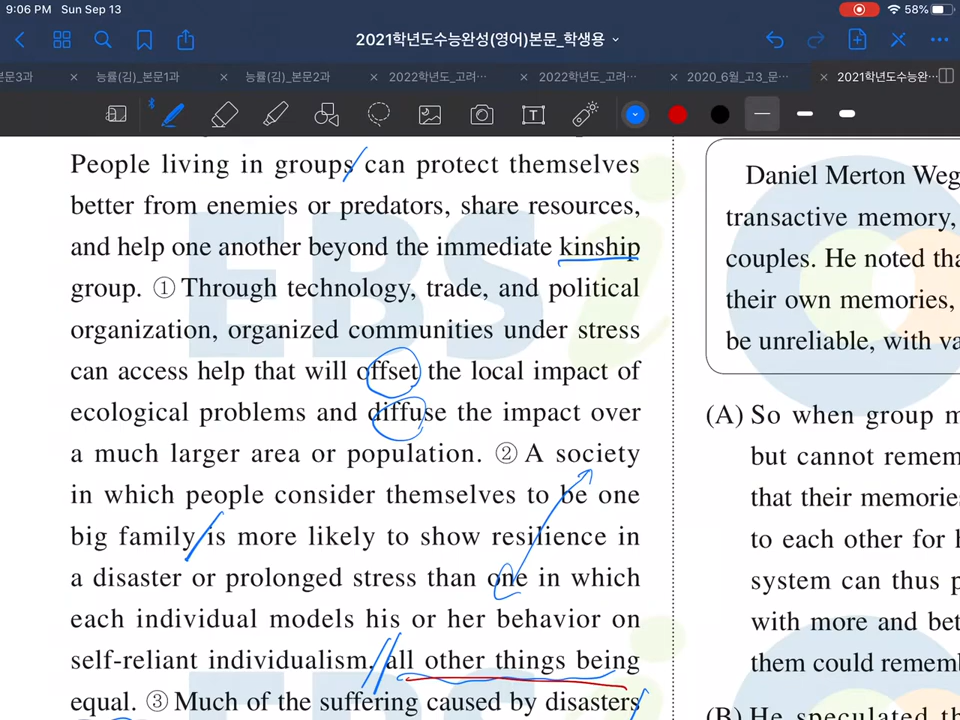 9:06 PM Sun Sep 13
58%
2021학년도수능완성(영어)본문_학생용
본문3과
능률(김)_본문1과
능률(김)_본문2과
2022학년도_고려…
2022학년도_고려…
2020_6월_고3_문…
2021학년도수능완…
People living in groups can protect themselves
better from enemies or predators, share resources,
and help one another beyond the immediate kinship
group. ① Through technology, trade, and political
organization, organized communities under stress
can access help that will offset the local impact of
ecological problems and diffuse the impact over
a much larger area or population. ② A society
in which people consider themselves to be one
big family is more likely to show resilience in
a disaster or prolonged stress than one in which
each individual models his or her behavior on
self-reliant individualism, all other things being
equal. ③ Much of the suffering caused by disasters
Daniel Merton Weg
transactive memory,
couples. He noted tha
their own memories,
be unreliable, with va
(A) So when group m
but cannot remem
that their memories
to each other for h
system can thus p
with more and bet
them could remem
(B) He speculated th
EBSi